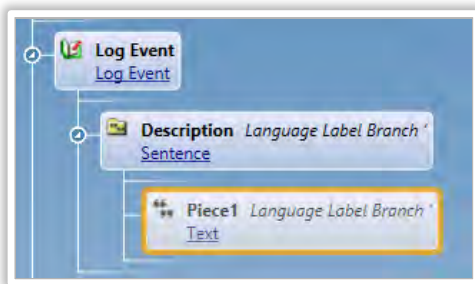 Log Event
Log Event
Description Language Label Branch '
Sentence
Piece1 Language Label Branch '
Text